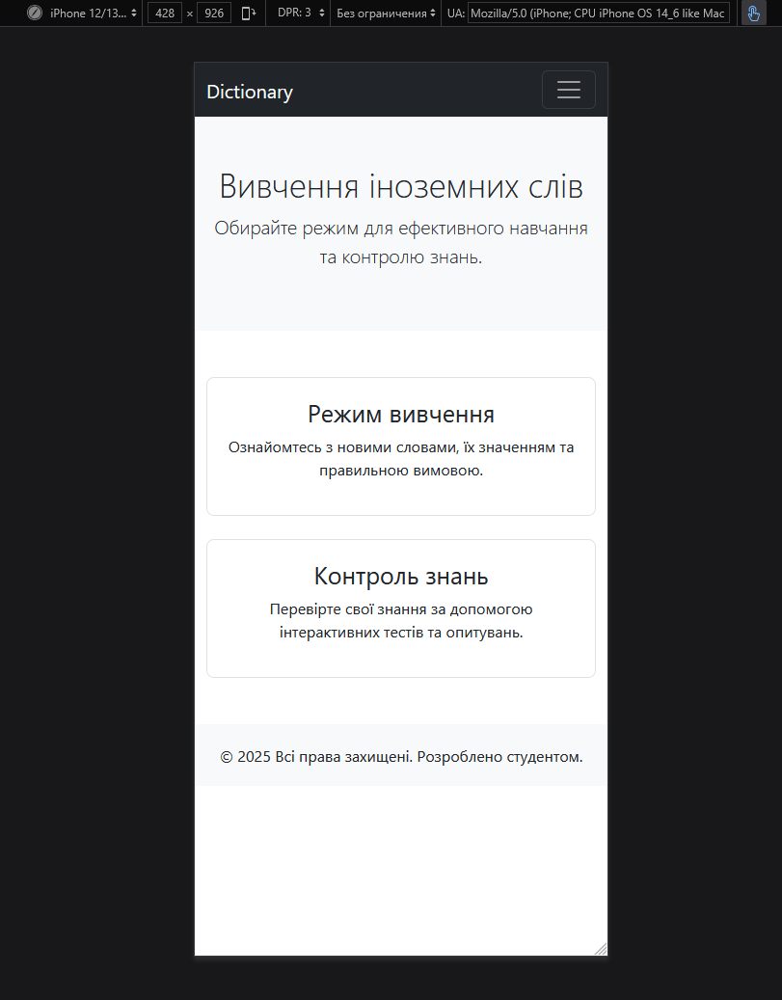 iPhone 12/13... 428 × 926 DPR: 3 Без ограничения UA: Mozilla/5.0 (iPhone; CPU iPhone OS 14_6 like Mac
Dictionary
Вивчення іноземних слів
Обирайте режим для ефективного навчання
та контролю знань.
Режим вивчення
Ознайомтесь з новими словами, їх значенням та
правильною вимовою.
Контроль знань
Перевірте свої знання за допомогою
інтерактивних тестів та опитувань.
© 2025 Всі права захищені. Розроблено студентом.